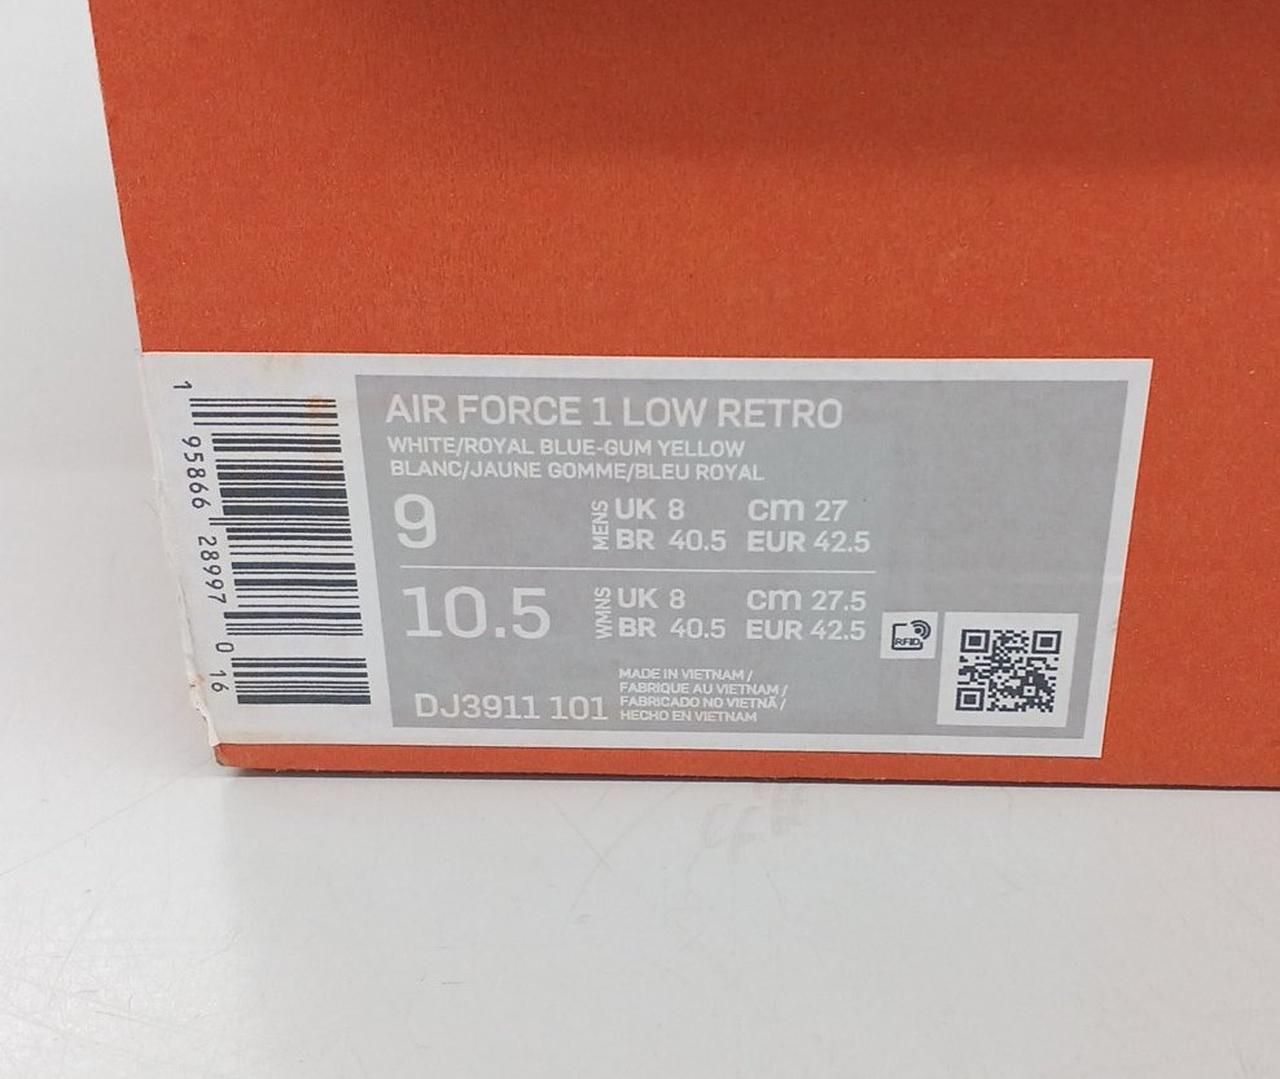 1 95866 28997 0 16
AIR FORCE 1 LOW RETRO
WHITE/ROYAL BLUE-GUM YELLOW
BLANC/JAUNE GOMME/BLEU ROYAL
9 MENS UK 8 cm 27
BR 40.5 EUR 42.5
10.5 WMNS UK 8 cm 27.5
BR 40.5 EUR 42.5
RFID
MADE IN VIETNAM /
FABRIQUE AU VIETNAM /
FABRICADO NO VIETNÃ /
HECHO EN VIETNAM
DJ3911 101